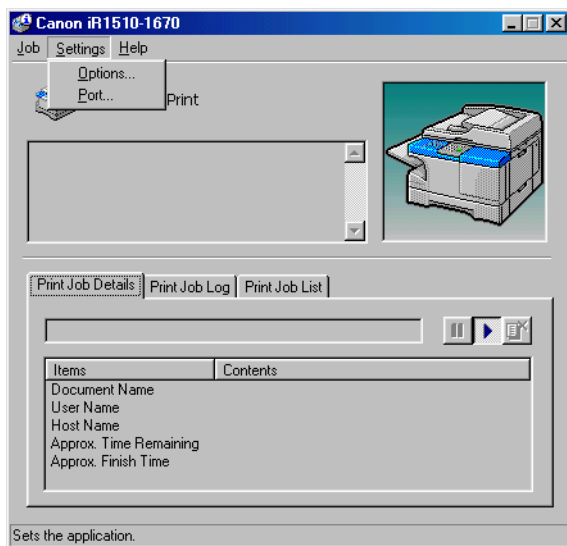 Canon iR1510-1670
Job Settings Help
Options...
Port...
Print
Print Job Details Print Job Log Print Job List
Items Contents
Document Name
User Name
Host Name
Approx. Time Remaining
Approx. Finish Time
Sets the application.